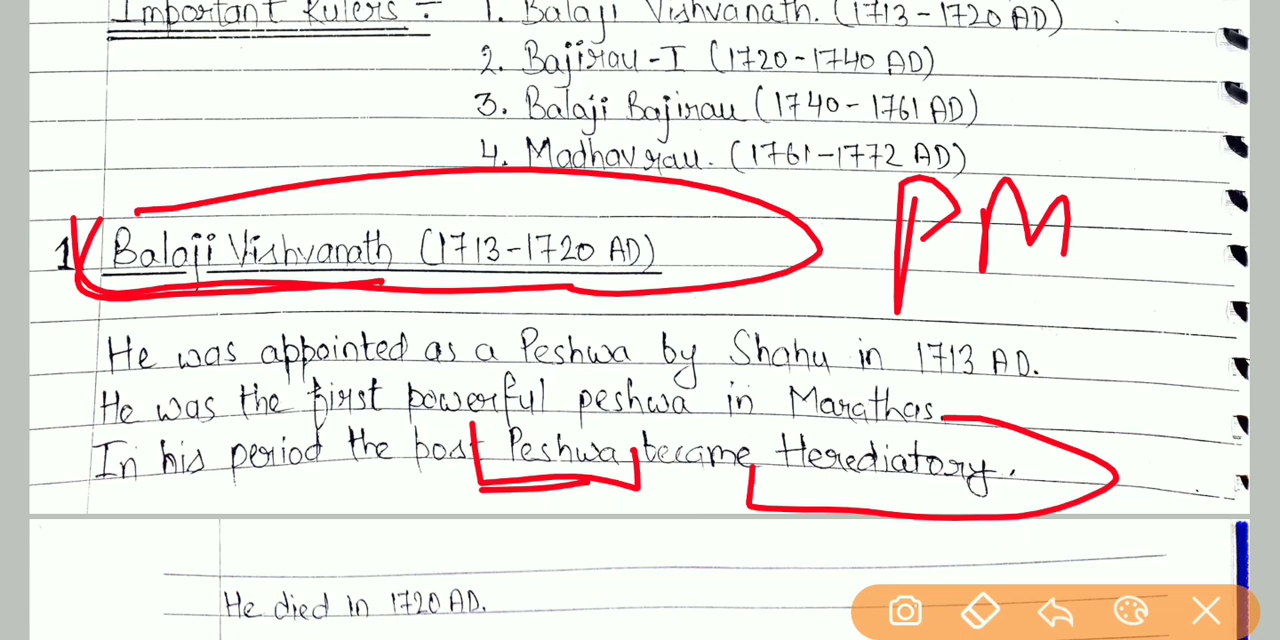 Important Rulers :- 1. Balaji Vishvanath. (1713-1720 AD)
2. Bajirau-I (1720-1740 AD)
3. Balaji Bajirau (1740-1761 AD)
4. Madhavrau. (1761-1772 AD)
PM
1 Balaji Vishvanath (1713-1720 AD)
He was appointed as a Peshwa by Shahu in 1713 AD.
He was the first powerful peshwa in Marathas
In his period the post Peshwa became Herediatory.
He died in 1720 AD.